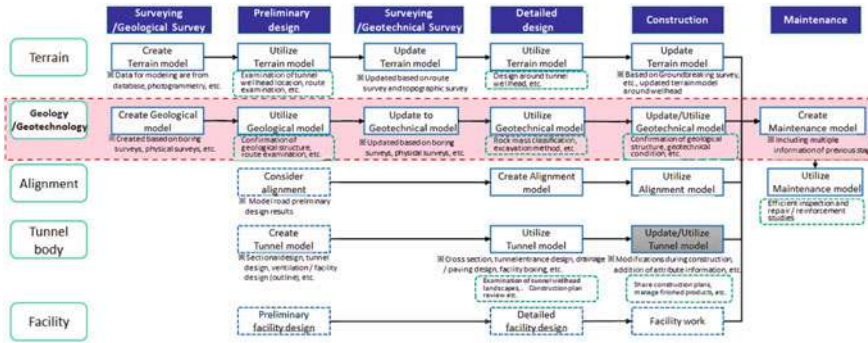 Surveying
/Geological Survey
Preliminary
design
Surveying
/Geotechnical Survey
Detailed
design
Construction
Maintenance
Terrain
Create
Terrain model
※ Data for modeling are from
database, photogrammetry, etc.
Utilize
Terrain model
Examination of tunnel
wellhead location, route
examination, etc.
Update
Terrain model
※ Updated based on route
survey and topographic survey
Utilize
Terrain model
Design around tunnel
wellhead, etc.
Update
Terrain model
※ Based on Groundbreaking survey,
etc., updated terrain model
around wellhead
Geology
/Geotechnology
Create Geological
model
※ Created based on boring
surveys, physical surveys, etc.
Utilize
Geological model
Confirmation of
geological structure,
route examination, etc.
Update to
Geotechnical model
※ Updated based on boring
surveys, physical surveys, etc.
Utilize
Geotechnical model
Rock mass classification,
excavation method, etc.
Update/Utilize
Geotechnical model
Confirmation of geological
structure, geotechnical
condition, etc.
Create
Maintenance model
※ Including multiple
information of previous stage
Alignment
Consider
alignment
※ Model road preliminary
design results
Create Alignment
model
Utilize
Alignment model
Utilize
Maintenance model
Efficient inspection and
repair / reinforcement
studies
Tunnel
body
Create
Tunnel model
※ Sectional design, tunnel
design, ventilation / facility
design (outline), etc.
Utilize
Tunnel model
※ Cross section, tunnel entrance design, drainage
/ paving design, facility boxing, etc.
Examination of tunnel wellhead
landscapes, Construction plan
review etc.
Update/Utilize
Tunnel model
※ Modifications during construction,
addition of attribute information, etc.
Share construction plans,
manage finished products, etc.
Facility
Preliminary
facility design
Detailed
facility design
Facility work